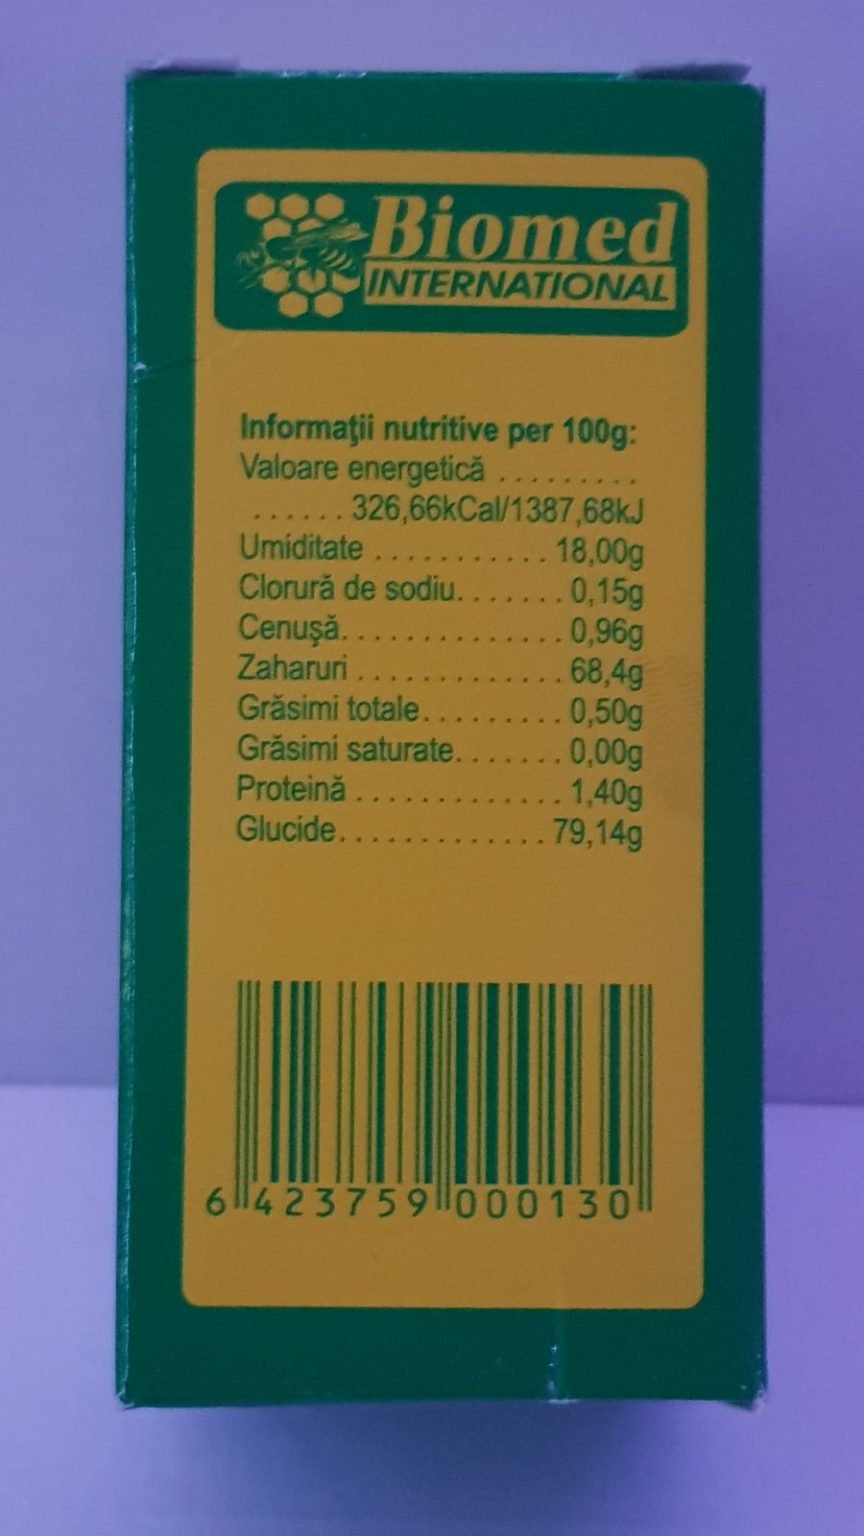 Biomed
INTERNATIONAL
Informaţii nutritive per 100g:
Valoare energetică . . . . . . . . .
. . . . . . 326,66kCal/1387,68kJ
Umiditate . . . . . . . . . . . 18,00g
Clorură de sodiu. . . . . . . 0,15g
Cenuşă. . . . . . . . . . . . . . 0,96g
Zaharuri . . . . . . . . . . . . . 68,4g
Grăsimi totale. . . . . . . . . 0,50g
Grăsimi saturate. . . . . . . 0,00g
Proteină . . . . . . . . . . . . . 1,40g
Glucide. . . . . . . . . . . . . 79,14g
6 423759 000130